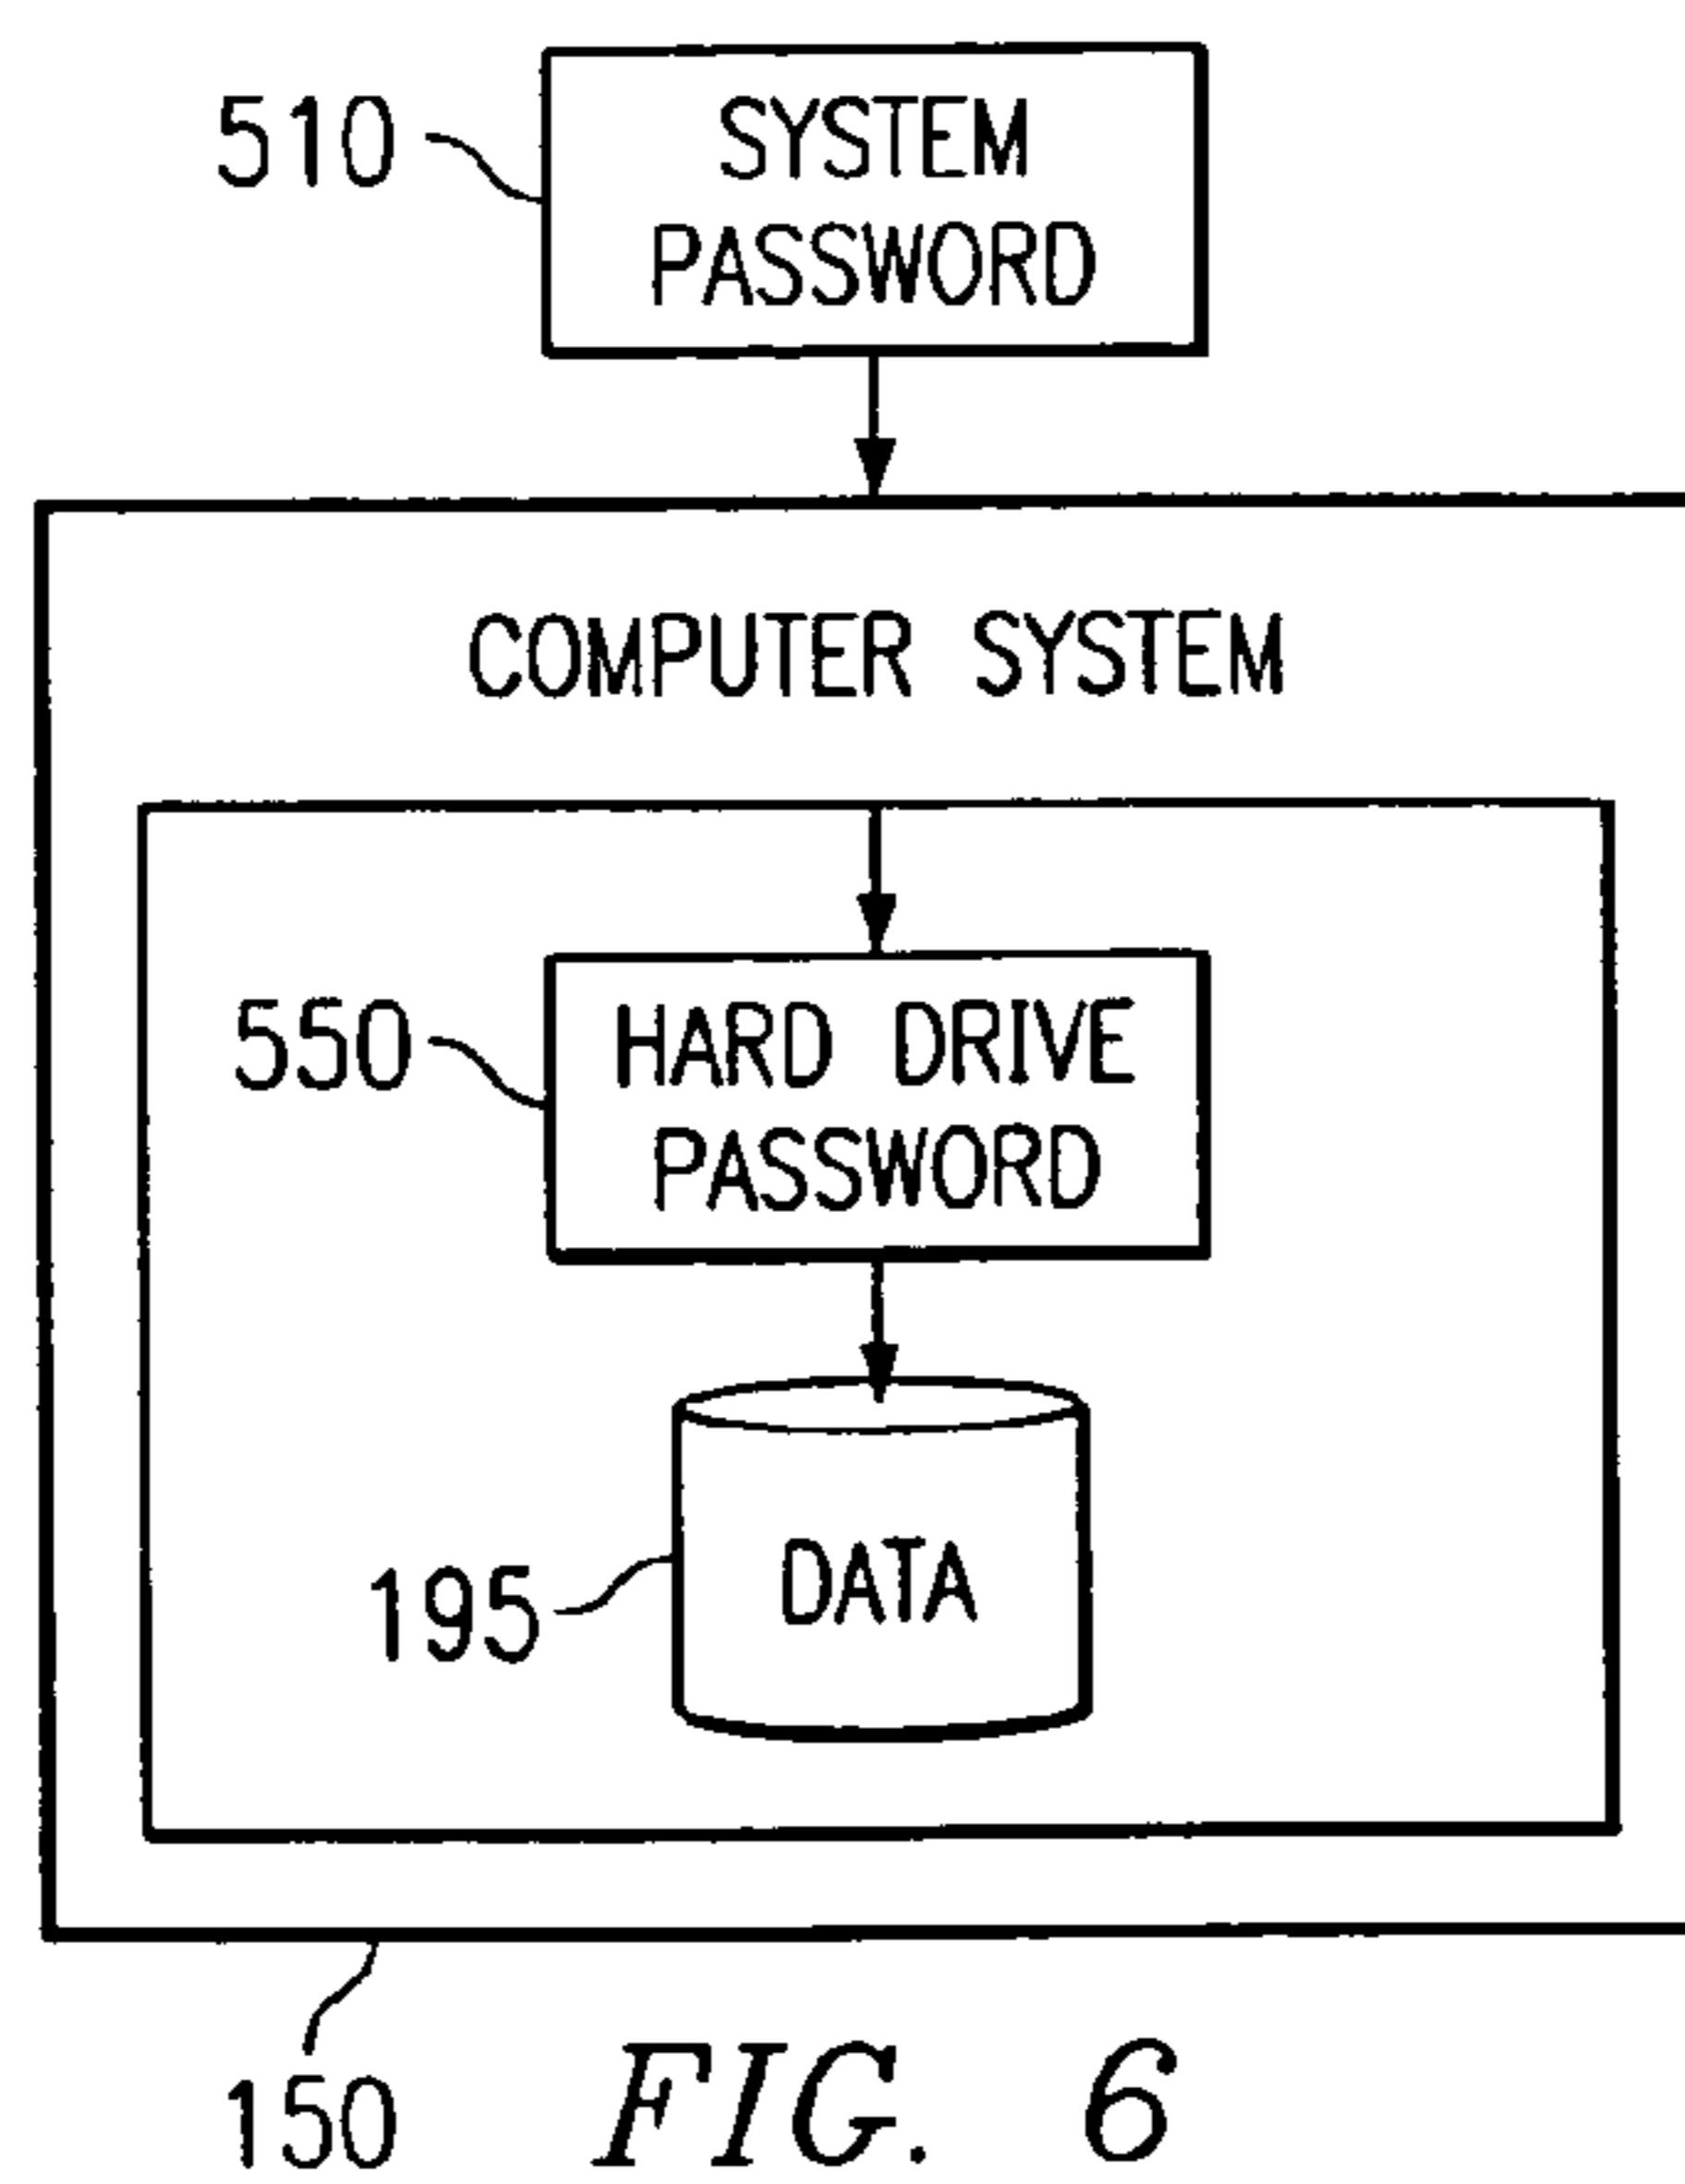 510
SYSTEM
PASSWORD
COMPUTER SYSTEM
550
HARD DRIVE
PASSWORD
195
DATA
150
FIG. 6